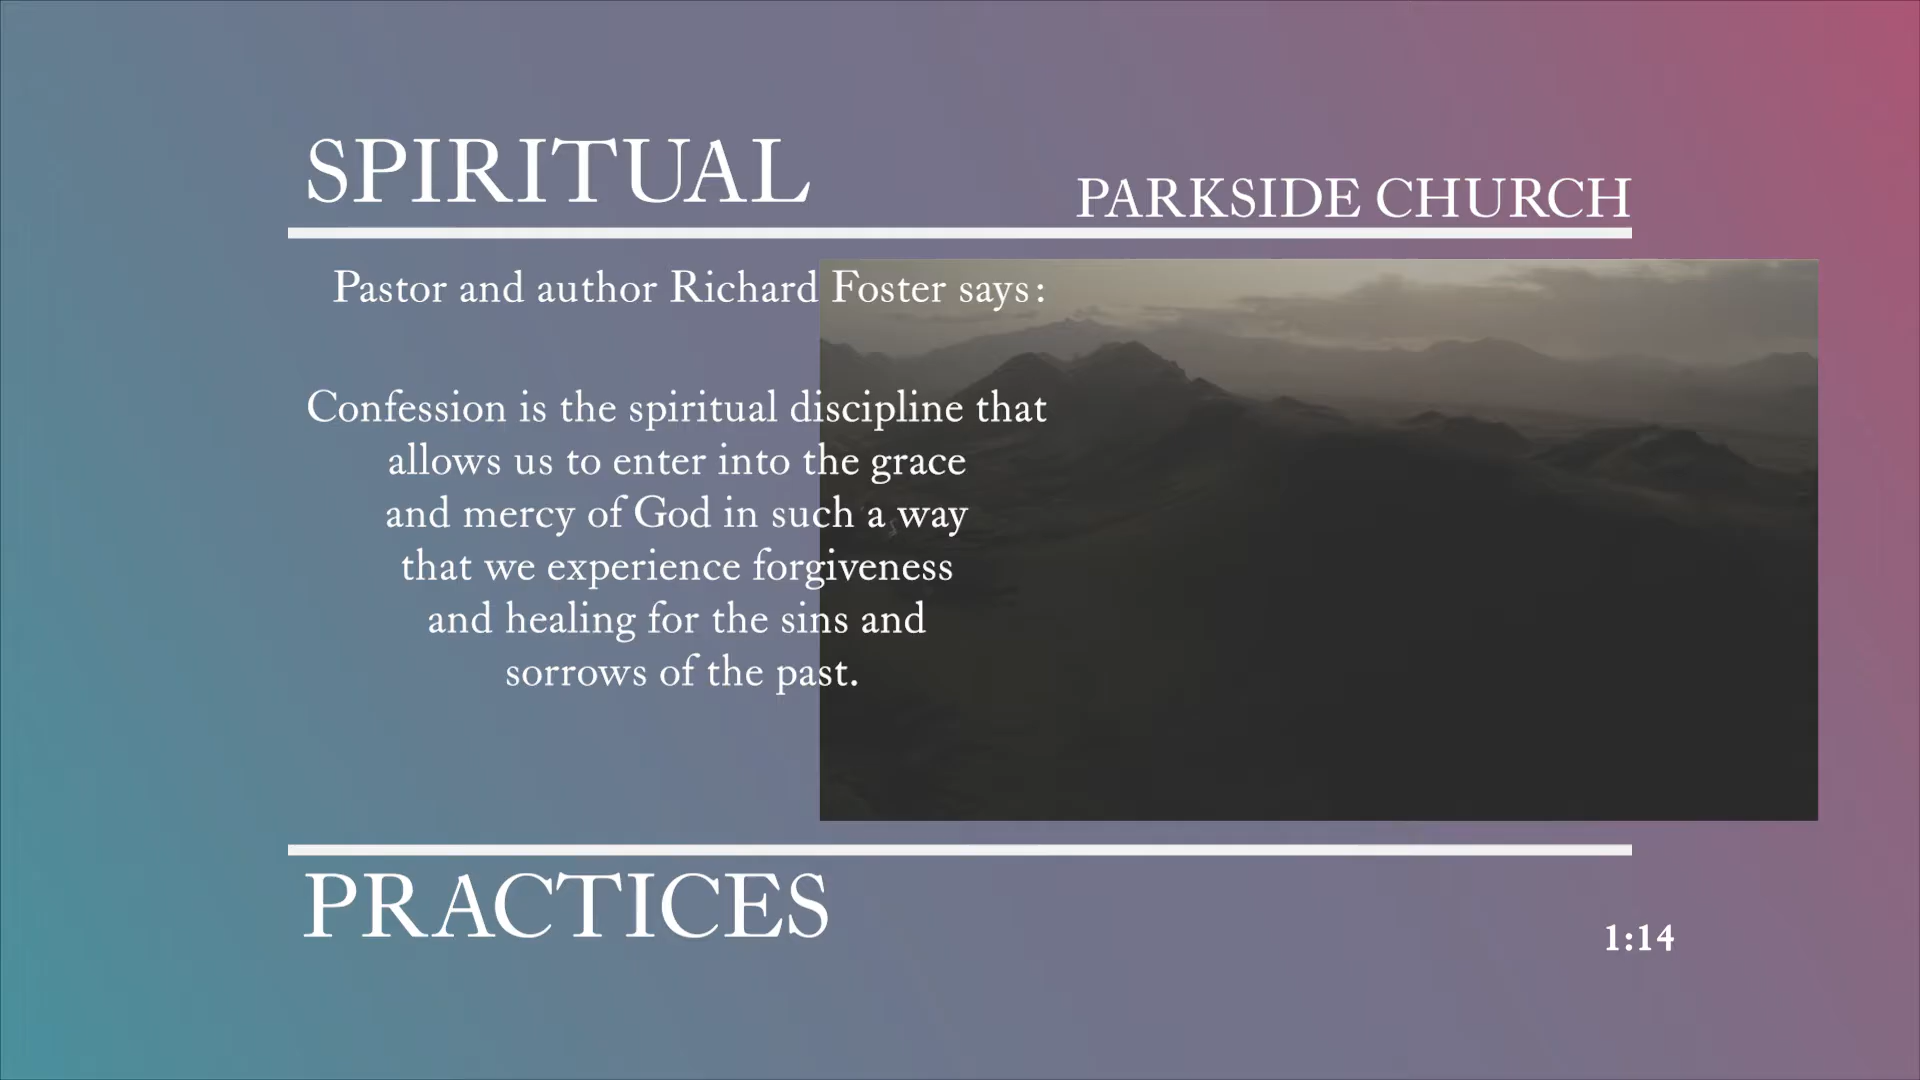 SPIRITUAL
PARKSIDE CHURCH
Pastor and author Richard Foster says:
Confession is the spiritual discipline that
allows us to enter into the grace
and mercy of God in such a way
that we experience forgiveness
and healing for the sins and
sorrows of the past.
PRACTICES
1:14